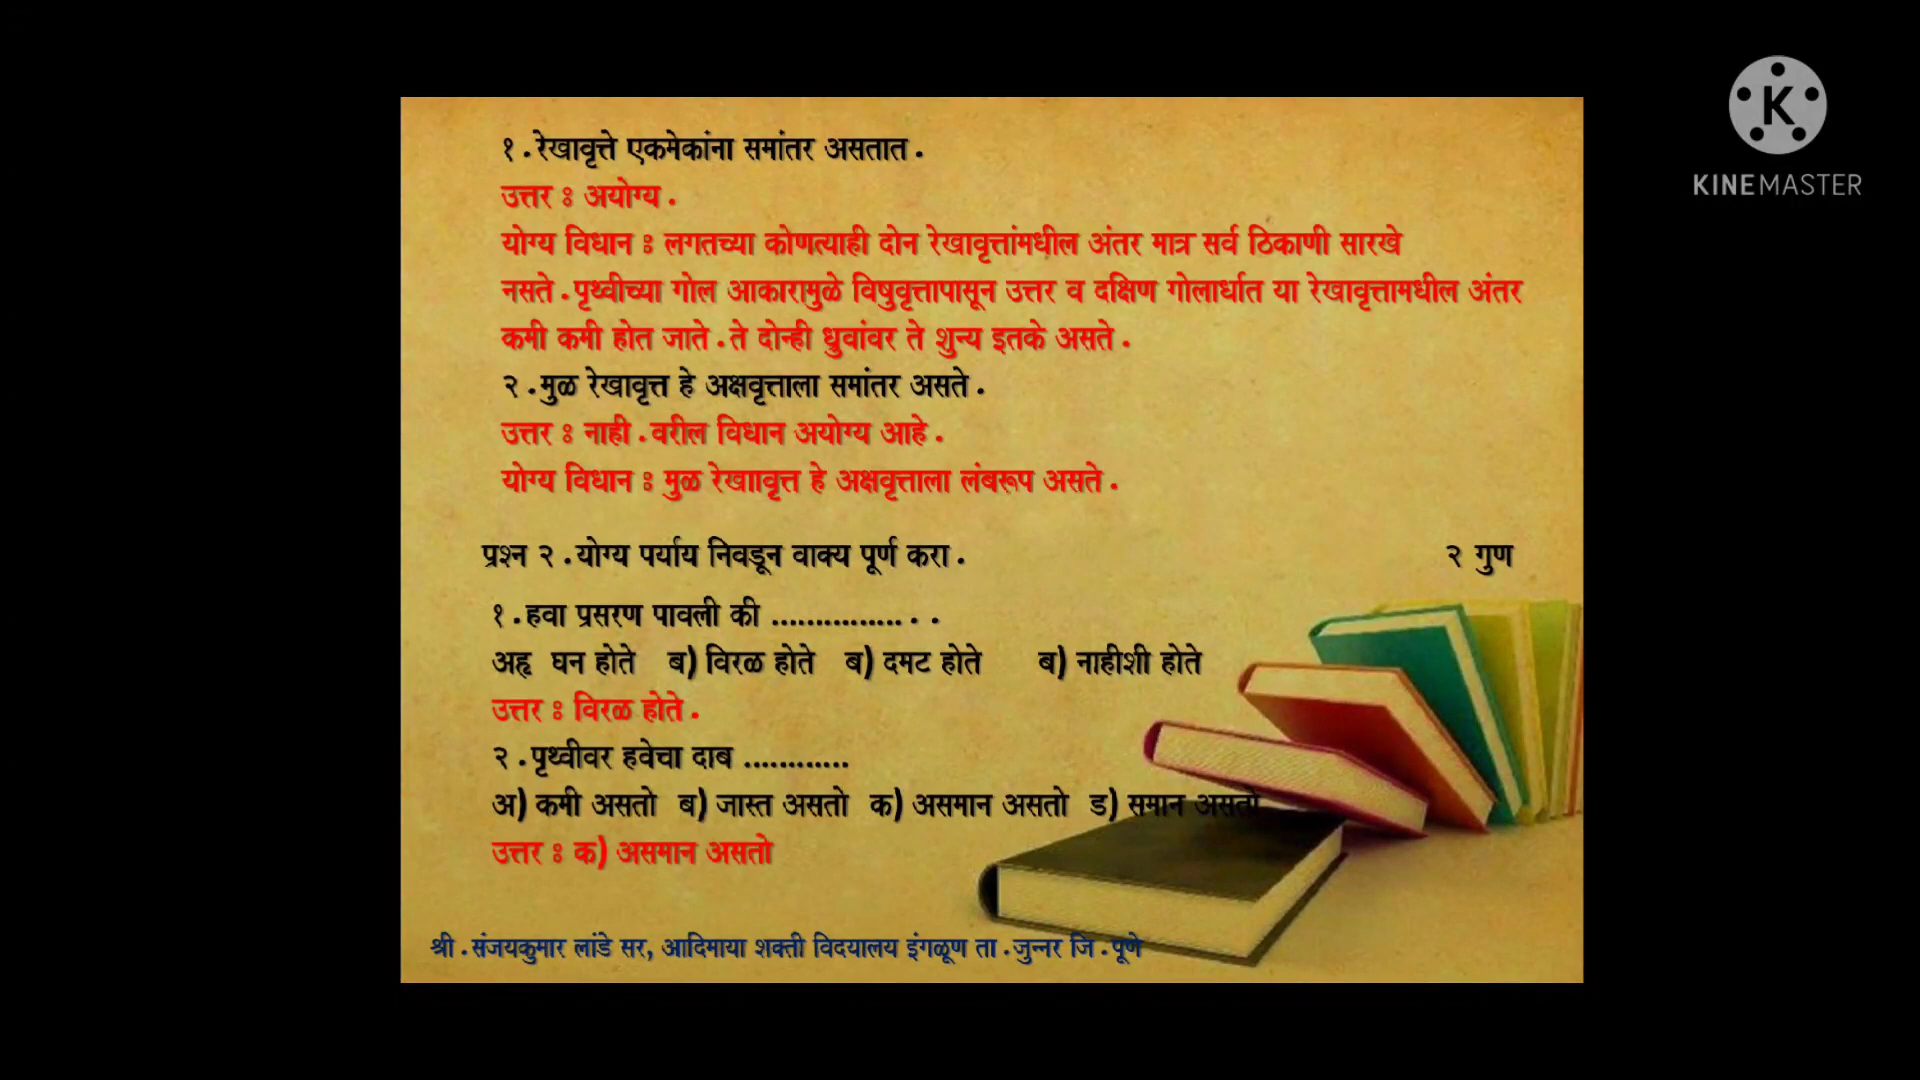 १.रेखावृत्ते एकमेकांना समांतर असतात.
उत्तर : अयोग्य.
योग्य विधान : लगतच्या कोणत्याही दोन रेखावृत्तांमधील अंतर मात्र सर्व ठिकाणी सारखे
नसते.पृथ्वीच्या गोल आकारामुळे विषुवृत्तापासून उत्तर व दक्षिण गोलार्धात या रेखावृत्तामधील अंतर
कमी कमी होत जाते.ते दोन्ही ध्रुवांवर ते शुन्य इतके असते.
२.मुळ रेखावृत्त हे अक्षवृत्ताला समांतर असते.
उत्तर : नाही.वरील विधान अयोग्य आहे.
योग्य विधान : मुळ रेखाावृत्त हे अक्षवृत्ताला लंबरूप असते.
प्रश्न २.योग्य पर्याय निवडून वाक्य पूर्ण करा. २ गुण
१.हवा प्रसरण पावली की ................. .
अहृ घन होते ब) विरळ होते ब) दमट होते ब) नाहीशी होते
उत्तर : विरळ होते.
२.पृथ्वीवर हवेचा दाब ............
अ) कमी असतो ब) जास्त असतो क) असमान असतो ड) समान असतो
उत्तर : क) असमान असतो
श्री.संजयकुमार लांडे सर, आदिमाया शक्ती विदयालय इंगळूण ता.जुन्नर जि.पूणे
K
KINEMASTER